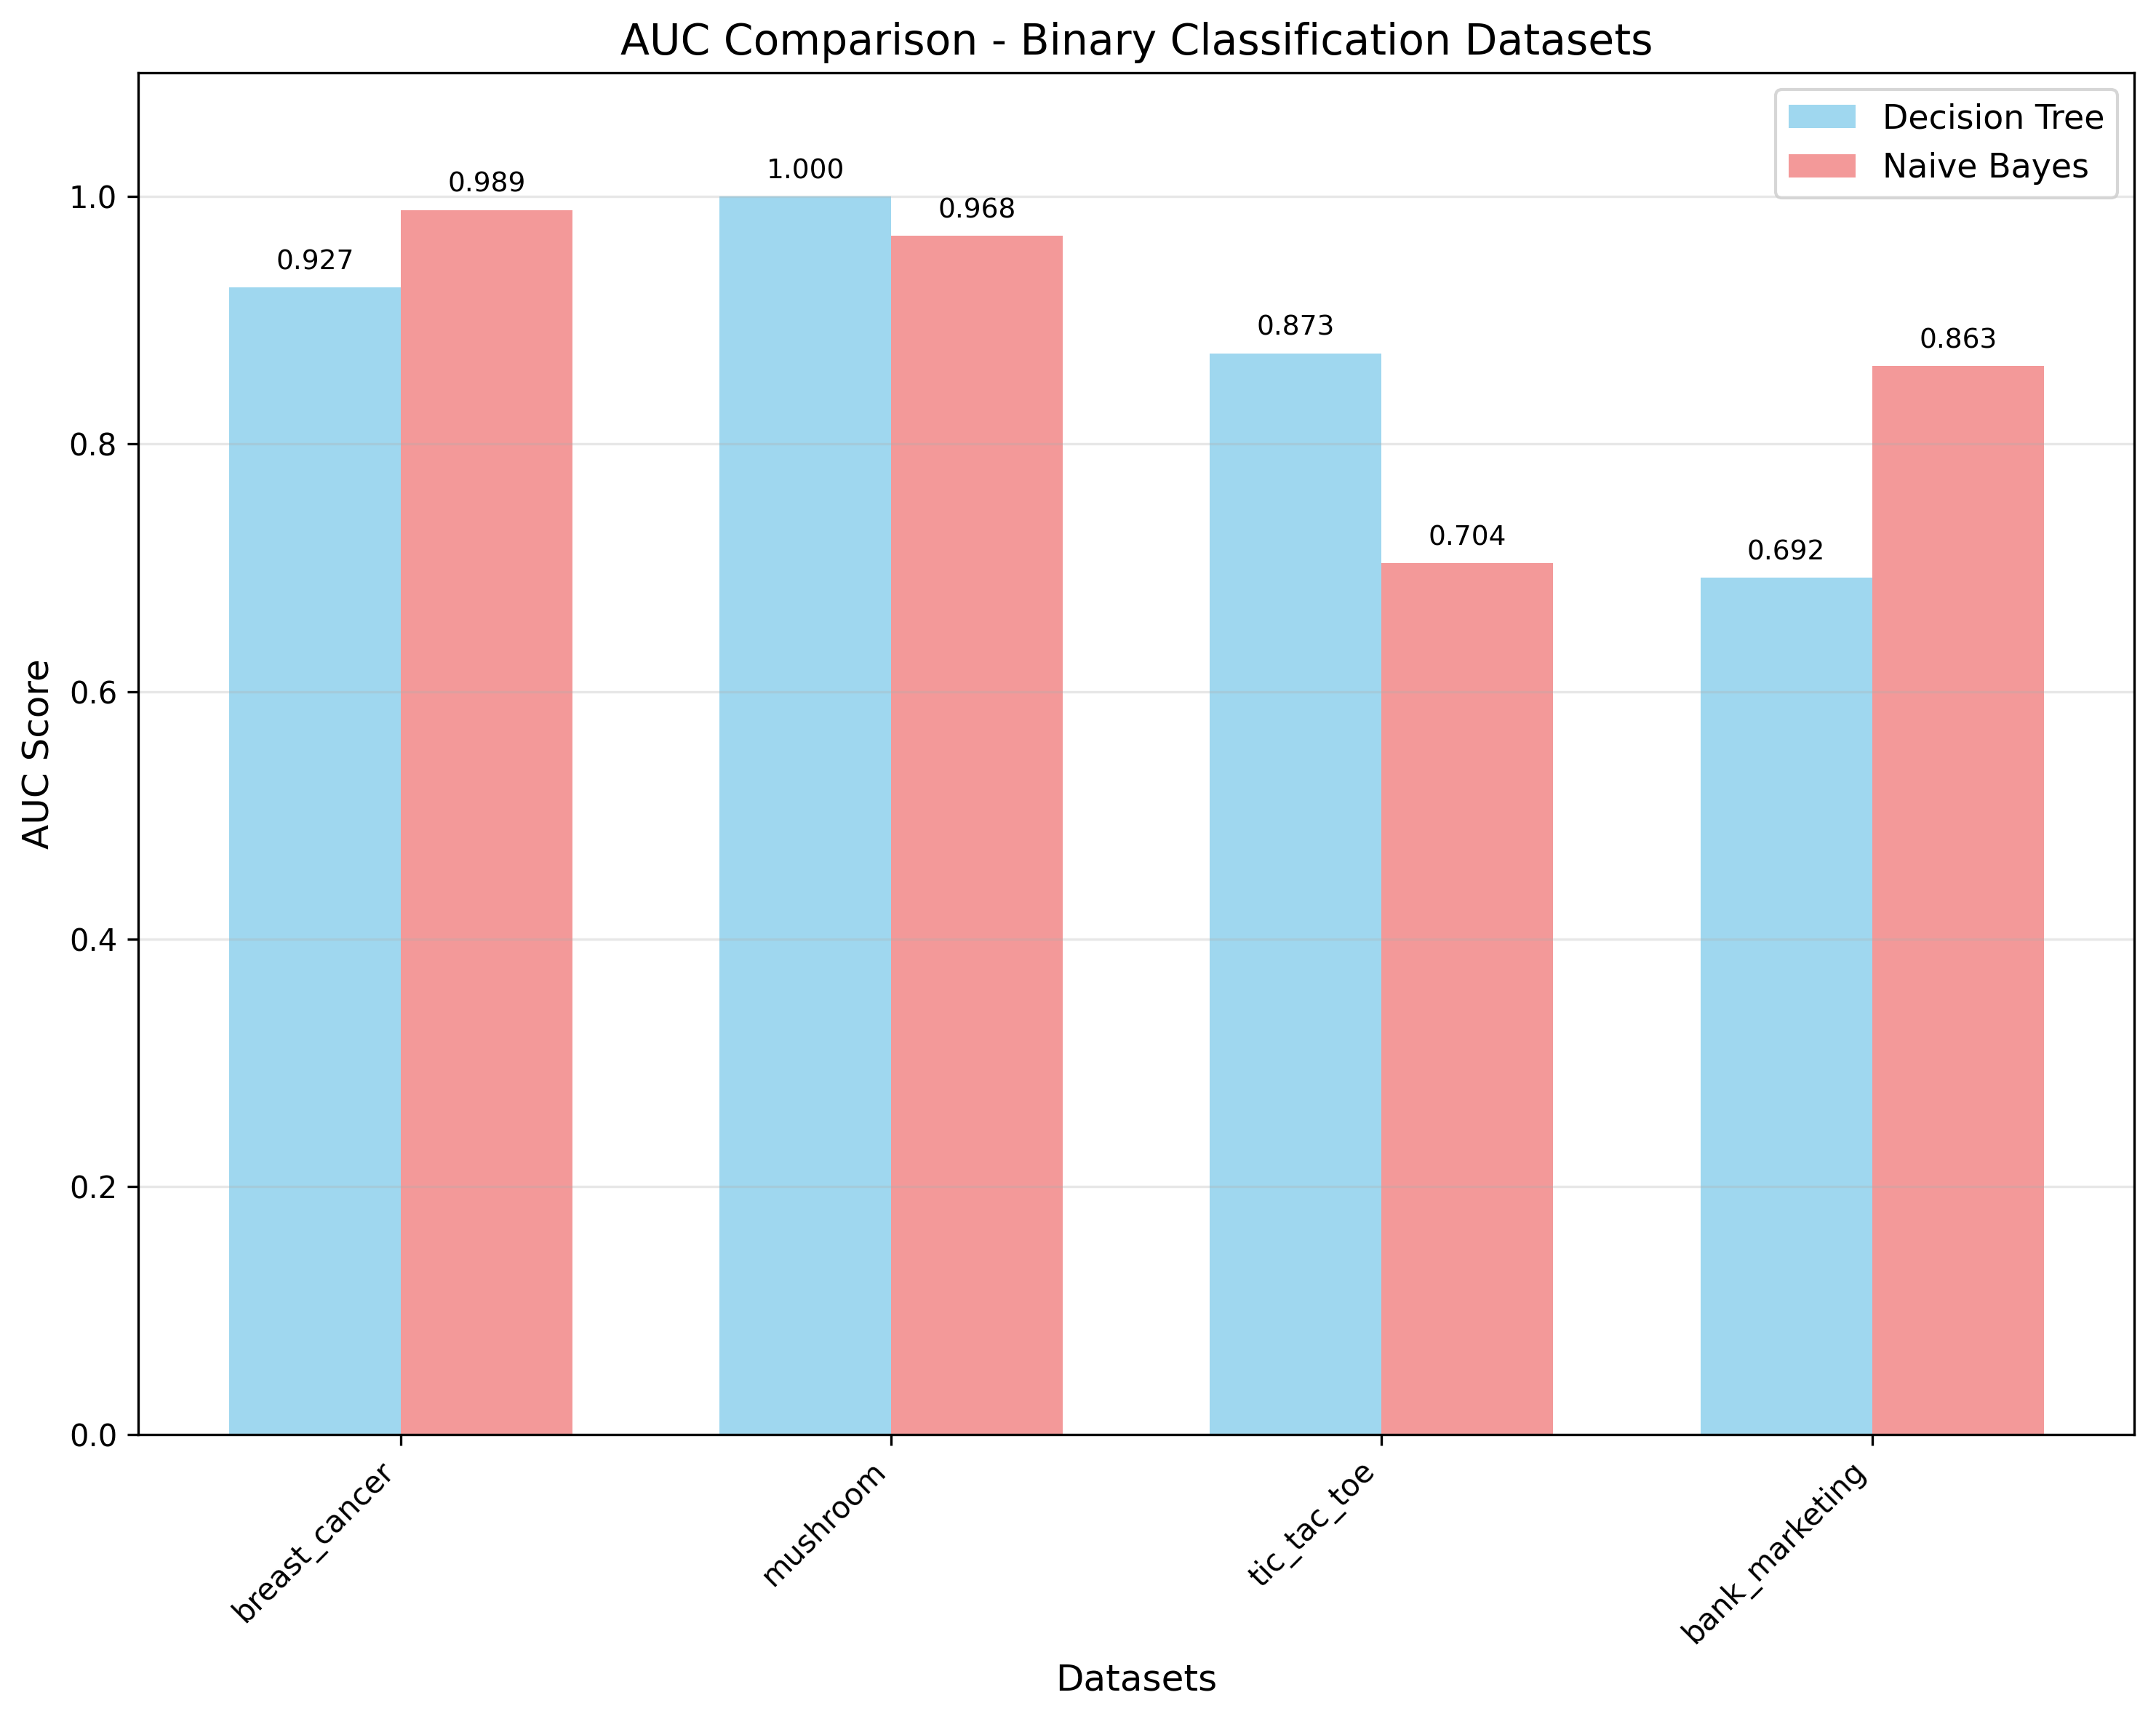 AUC Comparison - Binary Classification Datasets
Decision Tree
Naive Bayes
0.927
0.989
1.000
0.968
0.873
0.704
0.692
0.863
1.0
0.8
0.6
0.4
0.2
0.0
AUC Score
breast_cancer
mushroom
tic_tac_toe
bank_marketing
Datasets